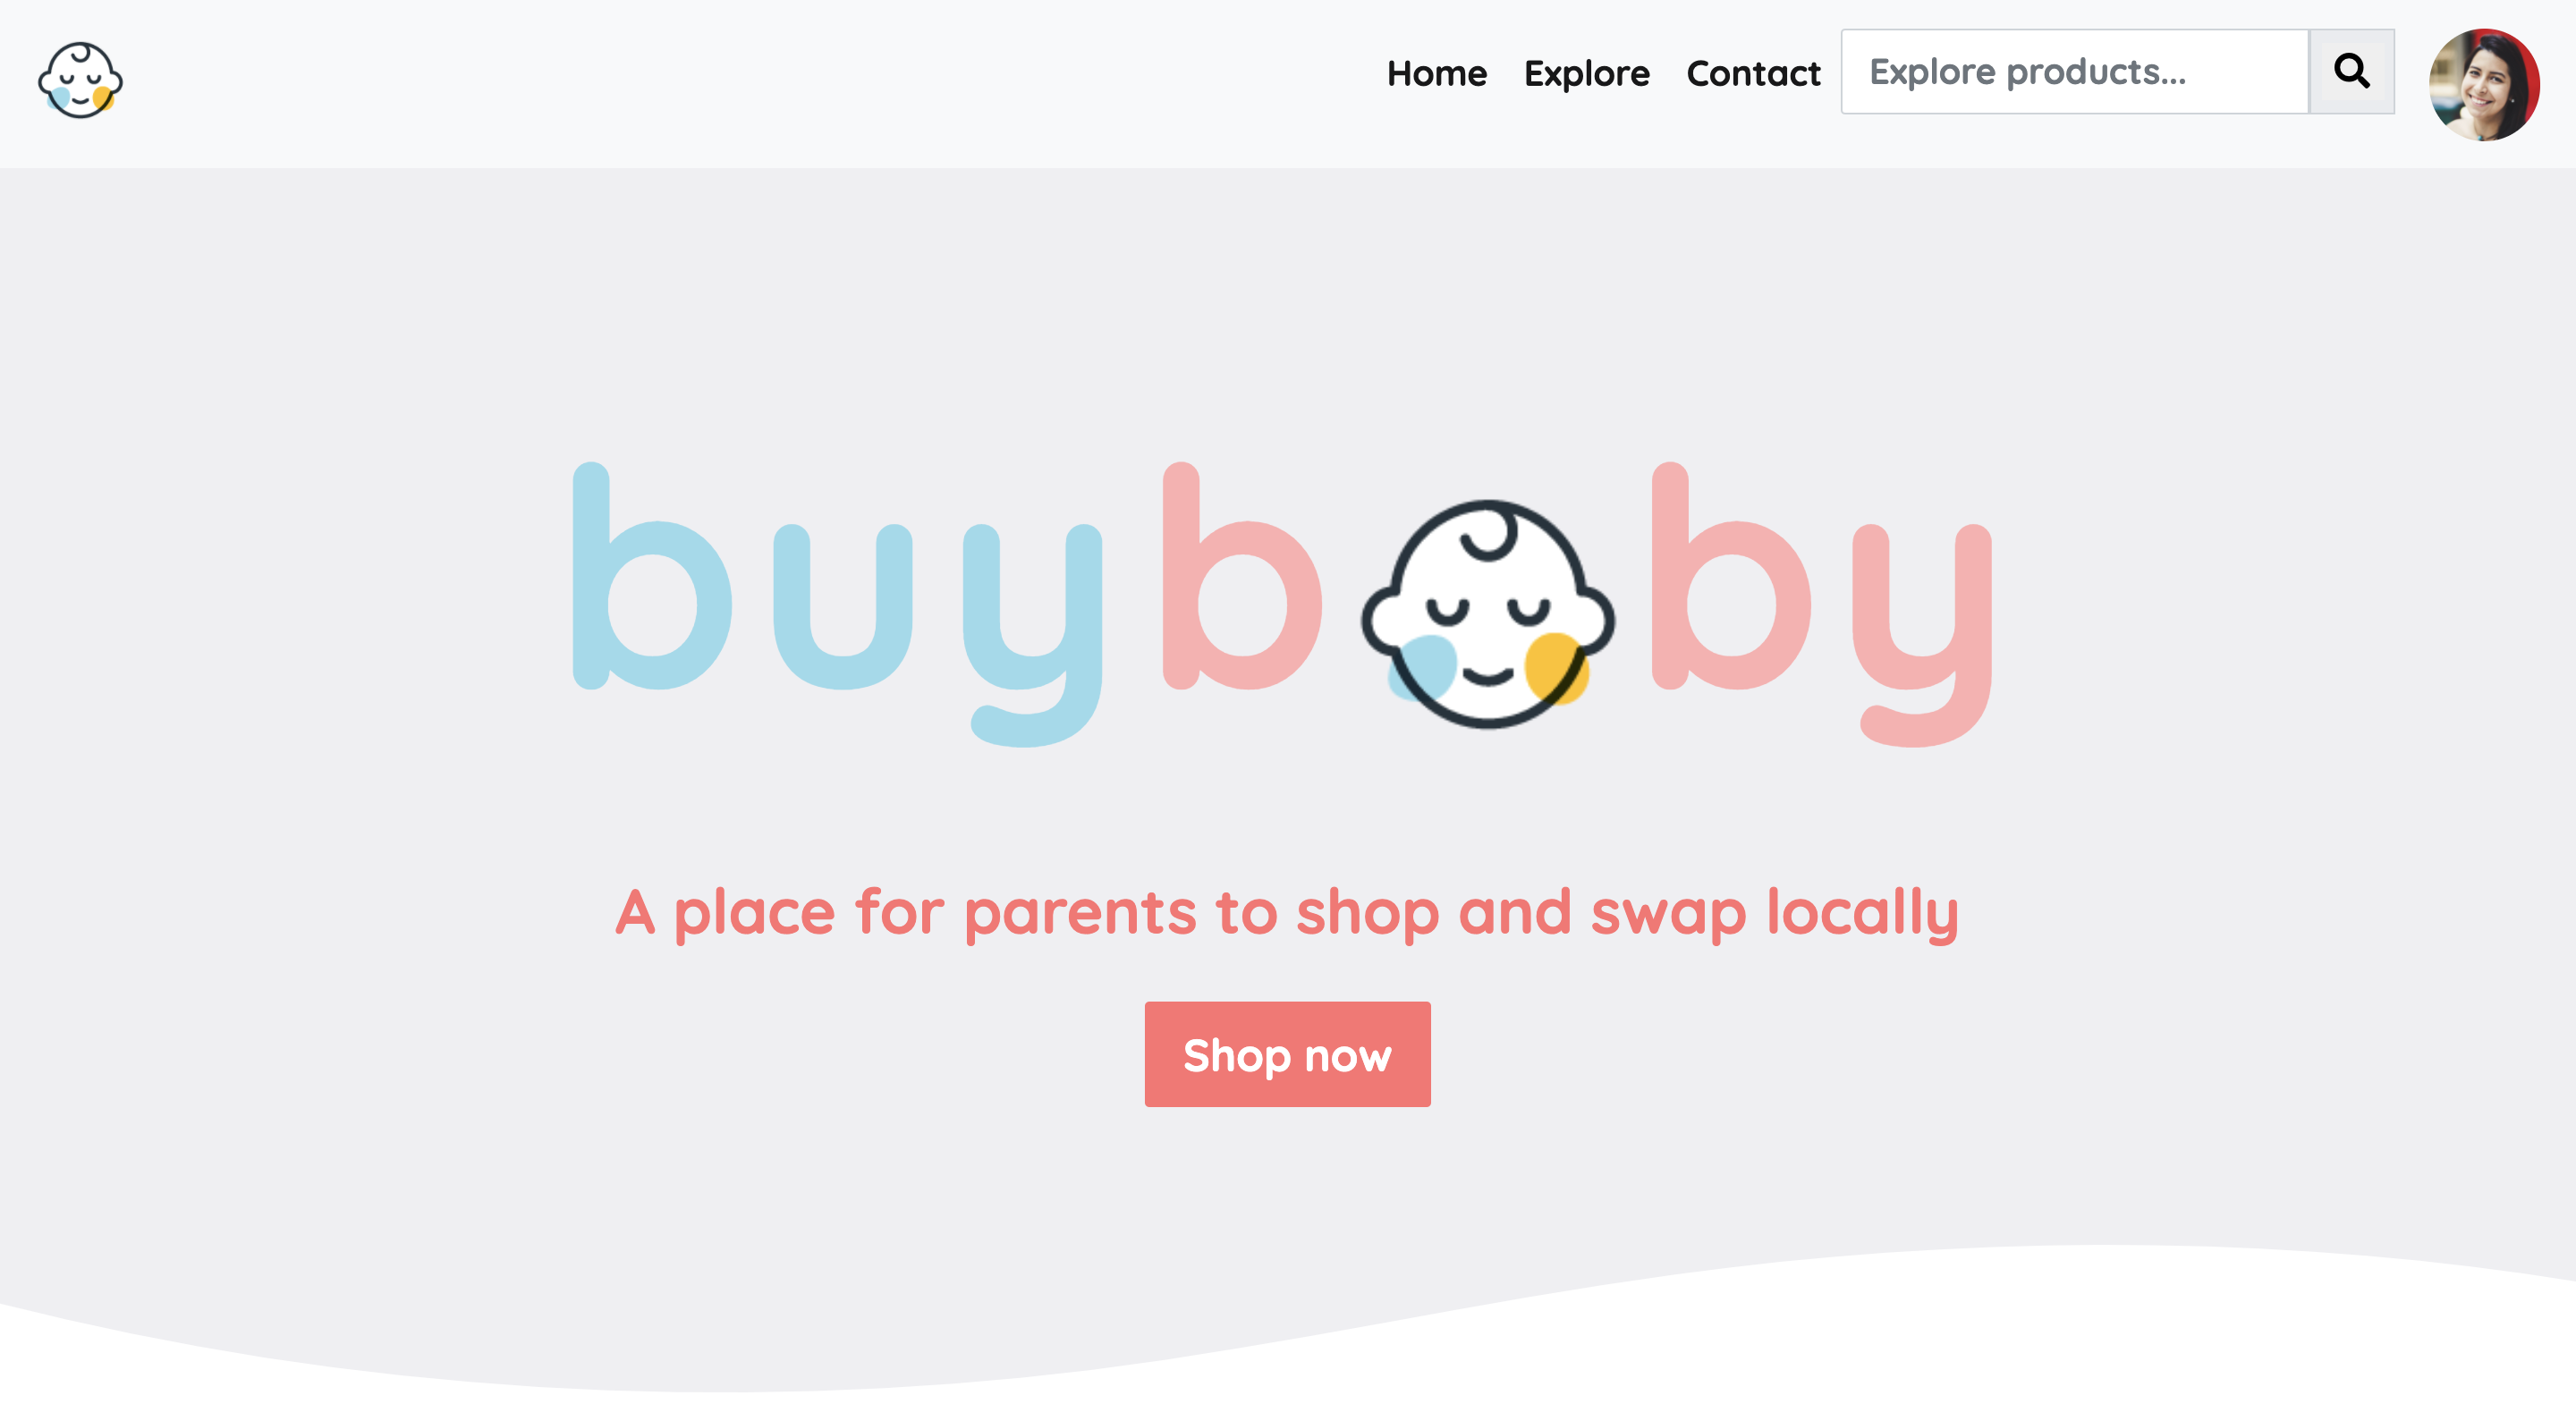 Home Explore Contact Explore products...
buyb by
A place for parents to shop and swap locally
Shop now